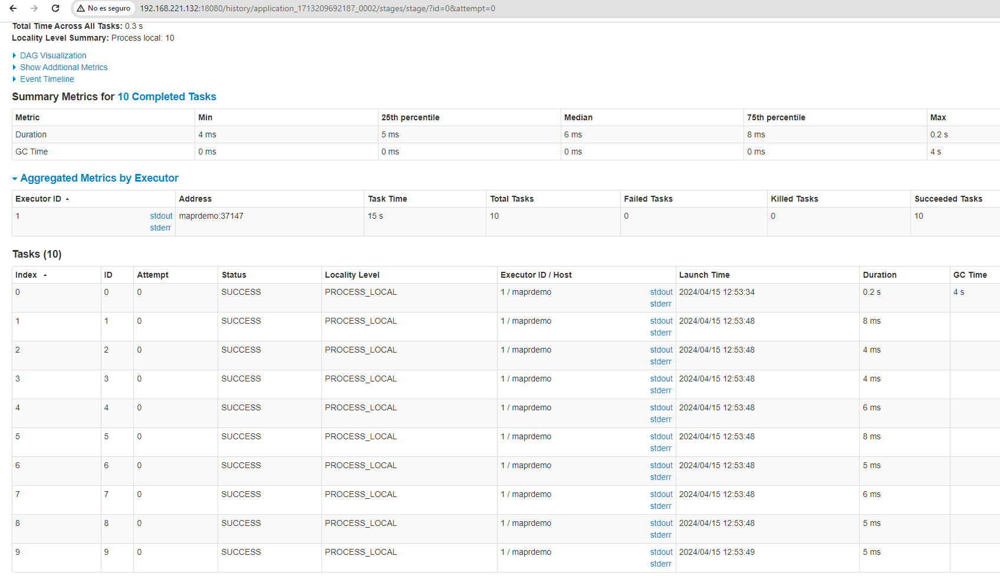 No es seguro 192.168.221.132:18080/history/application_1713209692187_0002/stages/stage/?id=0&attempt=0
Total Time Across All Tasks: 0.3 s
Locality Level Summary: Process local: 10
DAG Visualization
Show Additional Metrics
Event Timeline
Summary Metrics for 10 Completed Tasks
Metric Min 25th percentile Median 75th percentile Max
Duration 4 ms 5 ms 6 ms 8 ms 0.2 s
GC Time 0 ms 0 ms 0 ms 0 ms 4 s
Aggregated Metrics by Executor
Executor ID Address Task Time Total Tasks Failed Tasks Killed Tasks Succeeded Tasks
1 stdout maprdemo:37147 15 s 10 0 0 10
stderr
Tasks (10)
Index ID Attempt Status Locality Level Executor ID / Host Launch Time Duration GC Time
0 0 0 SUCCESS PROCESS_LOCAL 1 / maprdemo stdout 2024/04/15 12:53:34 0.2 s 4 s
stderr
1 1 0 SUCCESS PROCESS_LOCAL 1 / maprdemo stdout 2024/04/15 12:53:48 8 ms
stderr
2 2 0 SUCCESS PROCESS_LOCAL 1 / maprdemo stdout 2024/04/15 12:53:48 4 ms
stderr
3 3 0 SUCCESS PROCESS_LOCAL 1 / maprdemo stdout 2024/04/15 12:53:48 4 ms
stderr
4 4 0 SUCCESS PROCESS_LOCAL 1 / maprdemo stdout 2024/04/15 12:53:48 6 ms
stderr
5 5 0 SUCCESS PROCESS_LOCAL 1 / maprdemo stdout 2024/04/15 12:53:48 8 ms
stderr
6 6 0 SUCCESS PROCESS_LOCAL 1 / maprdemo stdout 2024/04/15 12:53:48 5 ms
stderr
7 7 0 SUCCESS PROCESS_LOCAL 1 / maprdemo stdout 2024/04/15 12:53:48 6 ms
stderr
8 8 0 SUCCESS PROCESS_LOCAL 1 / maprdemo stdout 2024/04/15 12:53:48 5 ms
stderr
9 9 0 SUCCESS PROCESS_LOCAL 1 / maprdemo stdout 2024/04/15 12:53:49 5 ms
stderr